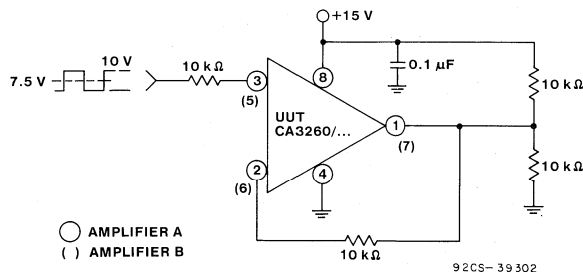 +15 V
10 V
7.5 V
10 kΩ
3
(5)
8
0.1 µF
10 kΩ
UUT
CA3260/...
1
(7)
2
(6)
4
10 kΩ
10 kΩ
AMPLIFIER A
( ) AMPLIFIER B
92CS-39302